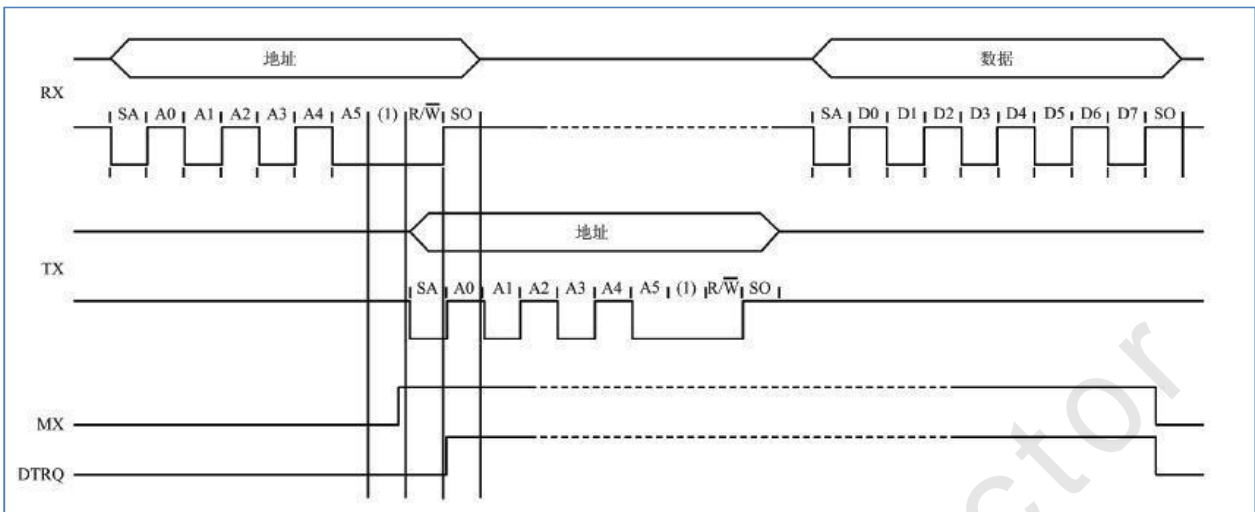 地址
数据
RX
SA A0 A1 A2 A3 A4 A5 (1) R/W̅ SO
SA D0 D1 D2 D3 D4 D5 D6 D7 SO
地址
TX
SA A0 A1 A2 A3 A4 A5 (1) R/W̅ SO
MX
DTRQ
ctor